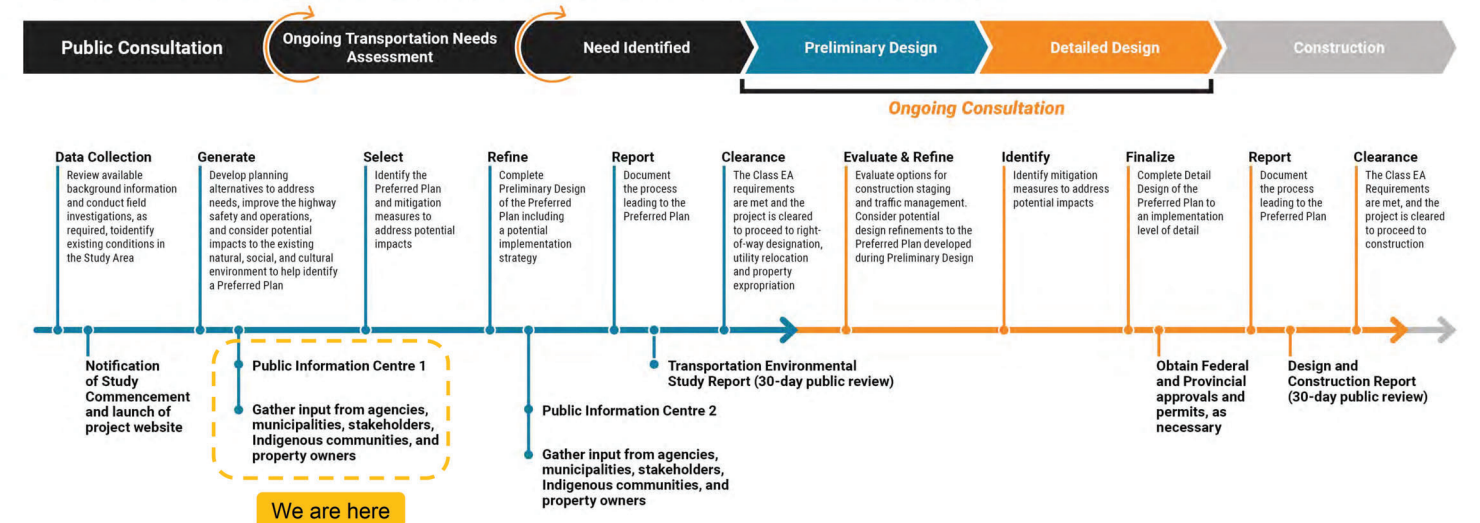 Public Consultation
Ongoing Transportation Needs
Assessment
Need Identified
Preliminary Design
Detailed Design
Construction
Ongoing Consultation
Data Collection
Review available
background information
and conduct field
investigations, as
required, toidentify
existing conditions in
the Study Area
Generate
Develop planning
alternatives to address
needs, improve the highway
safety and operations,
and consider potential
impacts to the existing
natural, social, and cultural
environment to help identify
a Preferred Plan
Select
Identify the
Preferred Plan
and mitigation
measures to
address potential
impacts
Refine
Complete
Preliminary Design
of the Preferred
Plan including
a potential
implementation
strategy
Report
Document
the process
leading to the
Preferred Plan
Clearance
The Class EA
requirements
are met and the
project is cleared
to proceed to right-
of-way designation,
utility relocation
and property
expropriation
Evaluate & Refine
Evaluate options for
construction staging
and traffic management.
Consider potential
design refinements to the
Preferred Plan developed
during Preliminary Design
Identify
Identify mitigation
measures to address
potential impacts
Finalize
Complete Detail
Design of the
Preferred Plan to
an implementation
level of detail
Report
Document
the process
leading to the
Preferred Plan
Clearance
The Class EA
Requirements
are met, and the
project is cleared
to proceed to
construction
Notification
of Study
Commencement
and launch of
project website
Public Information Centre 1
Gather input from agencies,
municipalities, stakeholders,
Indigenous communities, and
property owners
We are here
Public Information Centre 2
Gather input from agencies,
municipalities, stakeholders,
Indigenous communities, and
property owners
Transportation Environmental
Study Report (30-day public review)
Obtain Federal
and Provincial
approvals and
permits, as
necessary
Design and
Construction Report
(30-day public review)